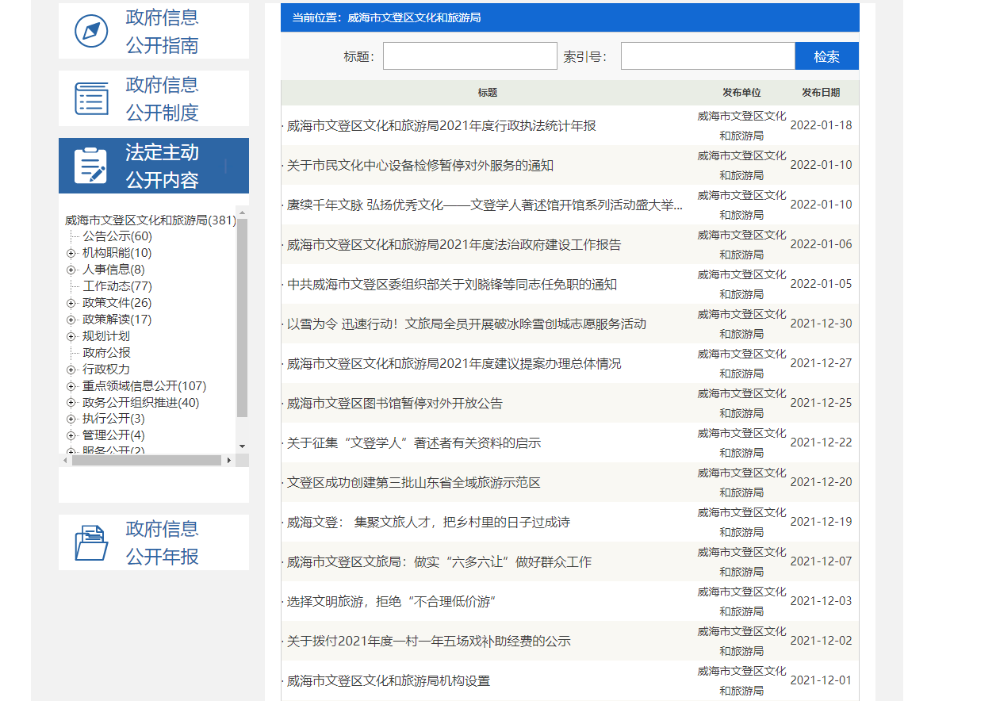 政府信息
公开指南
政府信息
公开制度
法定主动
公开内容
威海市文登区文化和旅游局(381)
公告公示(60)
机构职能(10)
人事信息(8)
工作动态(77)
政策文件(26)
政策解读(17)
规划计划
政府公报
行政权力
重点领域信息公开(107)
政务公开组织推进(40)
执行公开(3)
管理公开(4)
服务公开(2)
政府信息
公开年报
当前位置：威海市文登区文化和旅游局
标题： 索引号： 检索
标题 发布单位 发布日期
· 威海市文登区文化和旅游局2021年度行政执法统计年报 威海市文登区文化和旅游局 2022-01-18
· 关于市民文化中心设备检修暂停对外服务的通知 威海市文登区文化和旅游局 2022-01-10
· 赓续千年文脉 弘扬优秀文化——文登学人著述馆开馆系列活动盛大举... 威海市文登区文化和旅游局 2022-01-10
· 威海市文登区文化和旅游局2021年度法治政府建设工作报告 威海市文登区文化和旅游局 2022-01-06
· 中共威海市文登区委组织部关于刘晓锋等同志任免职的通知 威海市文登区文化和旅游局 2022-01-05
· 以雪为令 迅速行动！文旅局全员开展破冰除雪创城志愿服务活动 威海市文登区文化和旅游局 2021-12-30
· 威海市文登区文化和旅游局2021年度建议提案办理总体情况 威海市文登区文化和旅游局 2021-12-27
· 威海市文登区图书馆暂停对外开放公告 威海市文登区文化和旅游局 2021-12-25
· 关于征集“文登学人”著述者有关资料的启示 威海市文登区文化和旅游局 2021-12-22
· 文登区成功创建第三批山东省全域旅游示范区 威海市文登区文化和旅游局 2021-12-20
· 威海文登： 集聚文旅人才，把乡村里的日子过成诗 威海市文登区文化和旅游局 2021-12-19
· 威海市文登区文旅局：做实“六多六让”做好群众工作 威海市文登区文化和旅游局 2021-12-07
· 选择文明旅游，拒绝“不合理低价游” 威海市文登区文化和旅游局 2021-12-03
· 关于拨付2021年度一村一年五场戏补助经费的公示 威海市文登区文化和旅游局 2021-12-02
· 威海市文登区文化和旅游局机构设置 威海市文登区文化和旅游局 2021-12-01